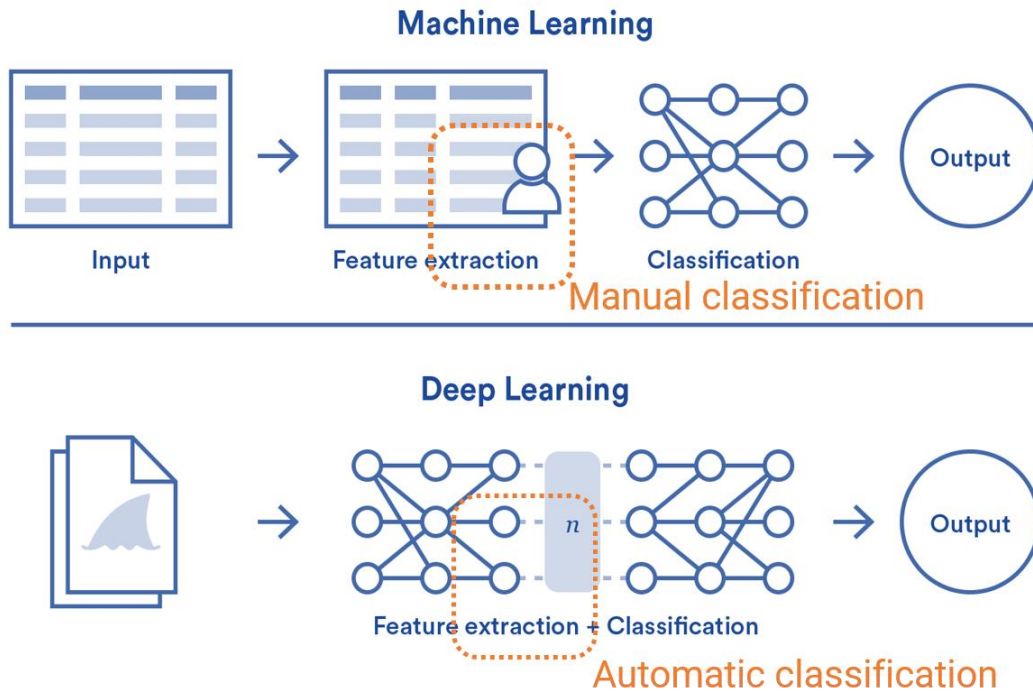 Machine Learning
Output
Input
Feature extraction
Classification
Manual classification
Deep Learning
n
Output
Feature extraction + Classification
Automatic classification